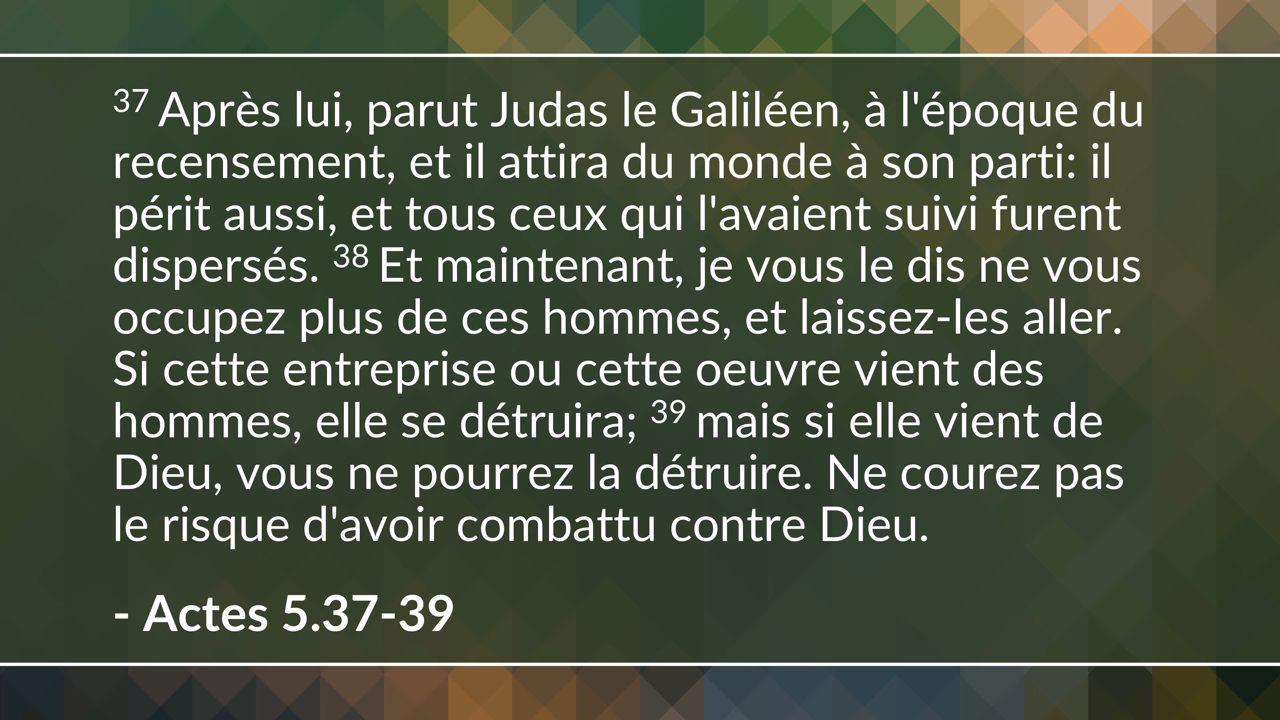 37 Après lui, parut Judas le Galiléen, à l'époque du
recensement, et il attira du monde à son parti: il
périt aussi, et tous ceux qui l'avaient suivi furent
dispersés. 38 Et maintenant, je vous le dis ne vous
occupez plus de ces hommes, et laissez-les aller.
Si cette entreprise ou cette oeuvre vient des
hommes, elle se détruira; 39 mais si elle vient de
Dieu, vous ne pourrez la détruire. Ne courez pas
le risque d'avoir combattu contre Dieu.
- Actes 5.37-39